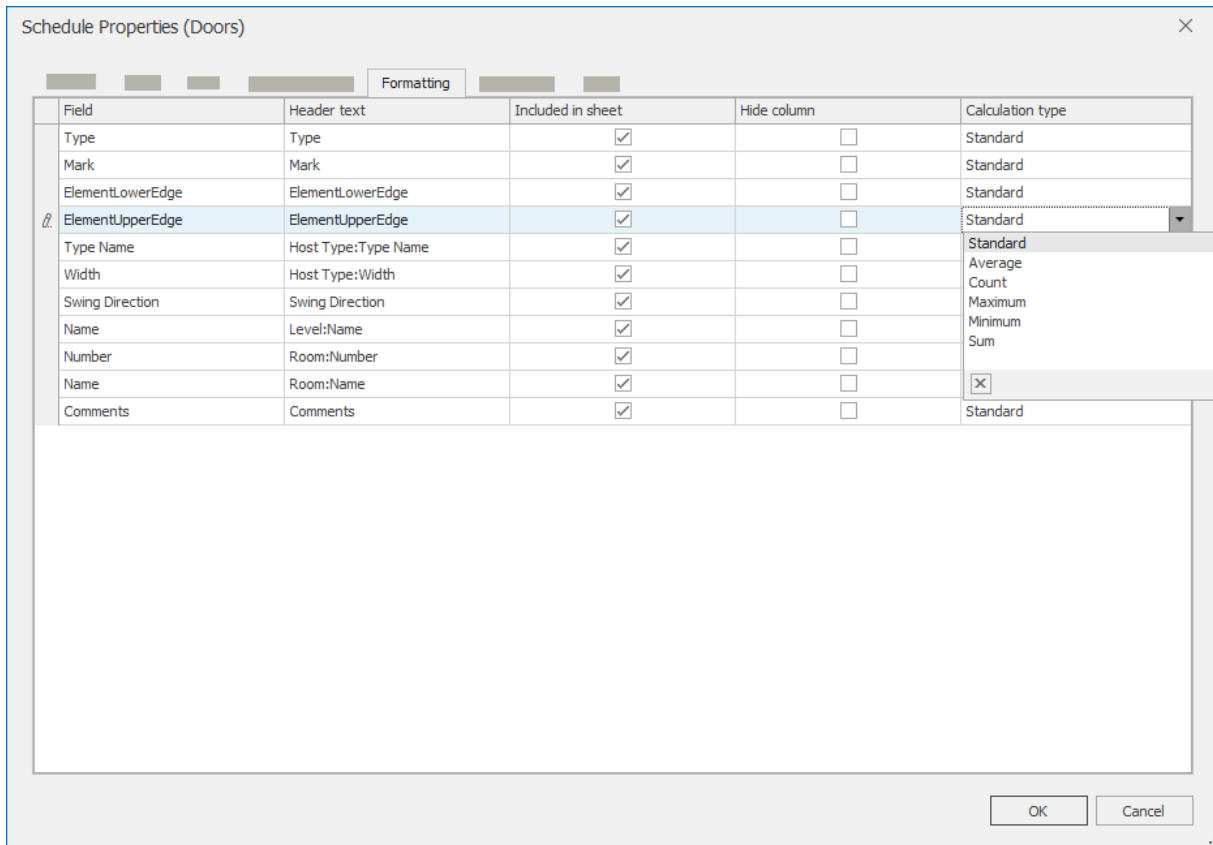 Schedule Properties (Doors)
Formatting
Field Header text Included in sheet Hide column Calculation type
Type Type Standard
Mark Mark Standard
ElementLowerEdge ElementLowerEdge Standard
ElementUpperEdge ElementUpperEdge Standard
Type Name Host Type:Type Name Standard
Width Host Type:Width Average
Count
Swing Direction Swing Direction Maximum
Name Level:Name Minimum
Number Room:Number Sum
Name Room:Name
Comments Comments Standard
OK Cancel